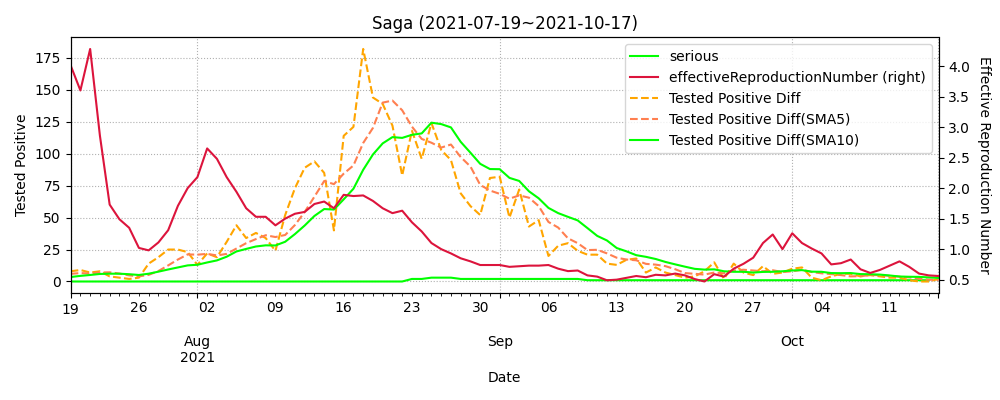 Saga (2021-07-19~2021-10-17)
serious
effectiveReproductionNumber (right)
Tested Positive Diff
Tested Positive Diff(SMA5)
Tested Positive Diff(SMA10)
Tested Positive
175
150
125
100
75
50
25
0
4.0
3.5
3.0
2.5
2.0
1.5
1.0
0.5
Effective Reproduction Number
19 26 02 09 16 23 30 06 13 20 27 04 11
Aug Sep Oct
2021
Date